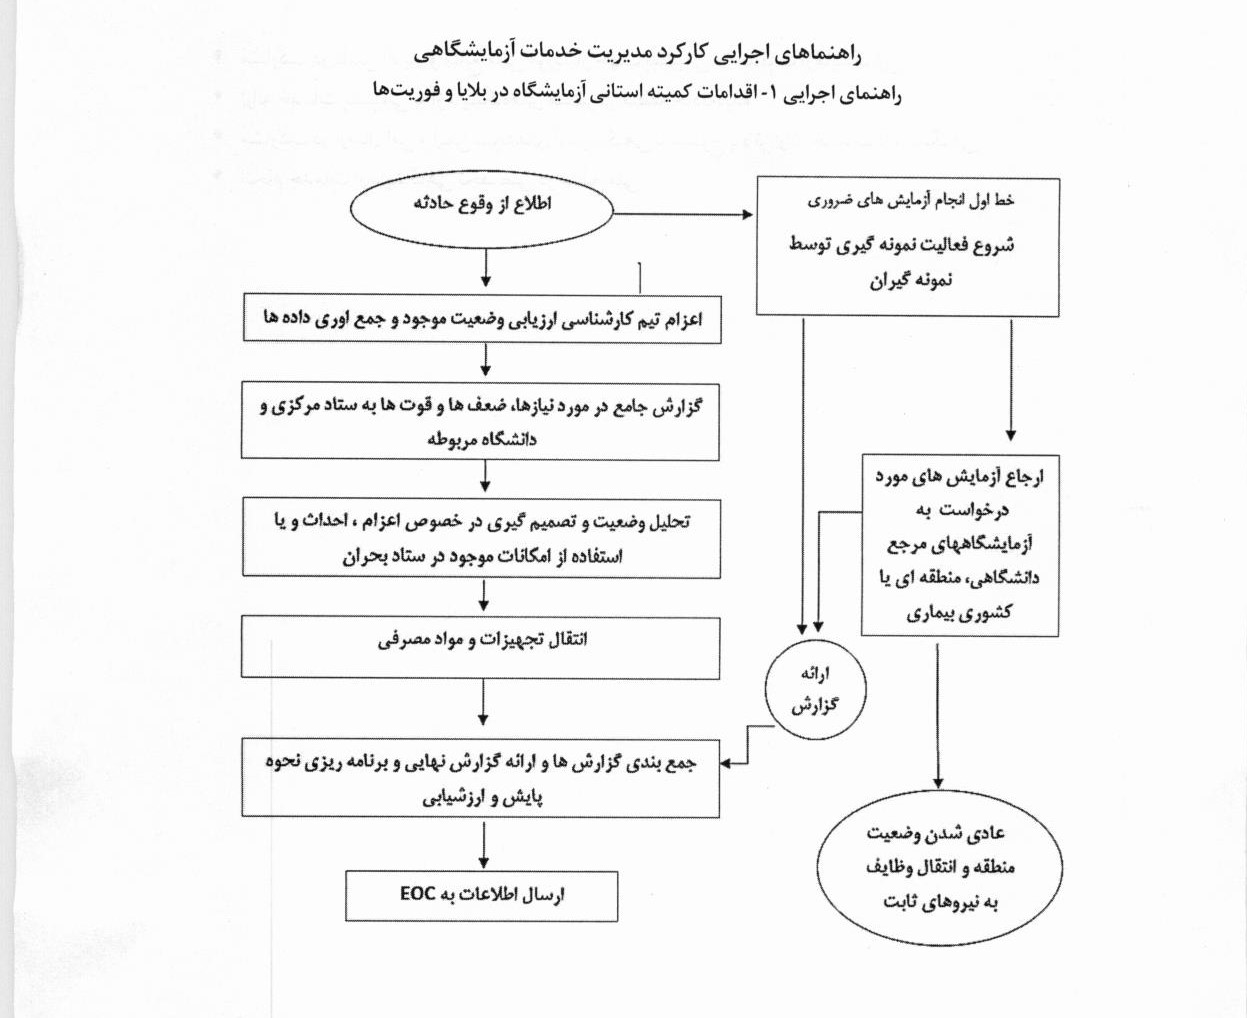 راهنماهای اجرایی کارکرد مدیریت خدمات آزمایشگاهی
راهنمای اجرایی ۱- اقدامات کمیته استانی آزمایشگاه در بلایا و فوریت‌ها
اطلاع از وقوع حادثه
خط اول انجام آزمایش های ضروری
شروع فعالیت نمونه گیری توسط
نمونه گیران
اعزام تیم کارشناسی ارزیابی وضعیت موجود و جمع اوری داده ها
گزارش جامع در مورد نیازها، ضعف ها و قوت ها به ستاد مرکزی و
دانشگاه مربوطه
ارجاع آزمایش های مورد
درخواست به
آزمایشگاههای مرجع
دانشگاهی، منطقه ای یا
کشوری بیماری
تحلیل وضعیت و تصمیم گیری در خصوص اعزام ، احداث و یا
استفاده از امکانات موجود در ستاد بحران
انتقال تجهیزات و مواد مصرفی
ارائه
گزارش
جمع بندی گزارش ها و ارائه گزارش نهایی و برنامه ریزی نحوه
پایش و ارزشیابی
عادی شدن وضعیت
منطقه و انتقال وظایف
به نیروهای ثابت
ارسال اطلاعات به EOC